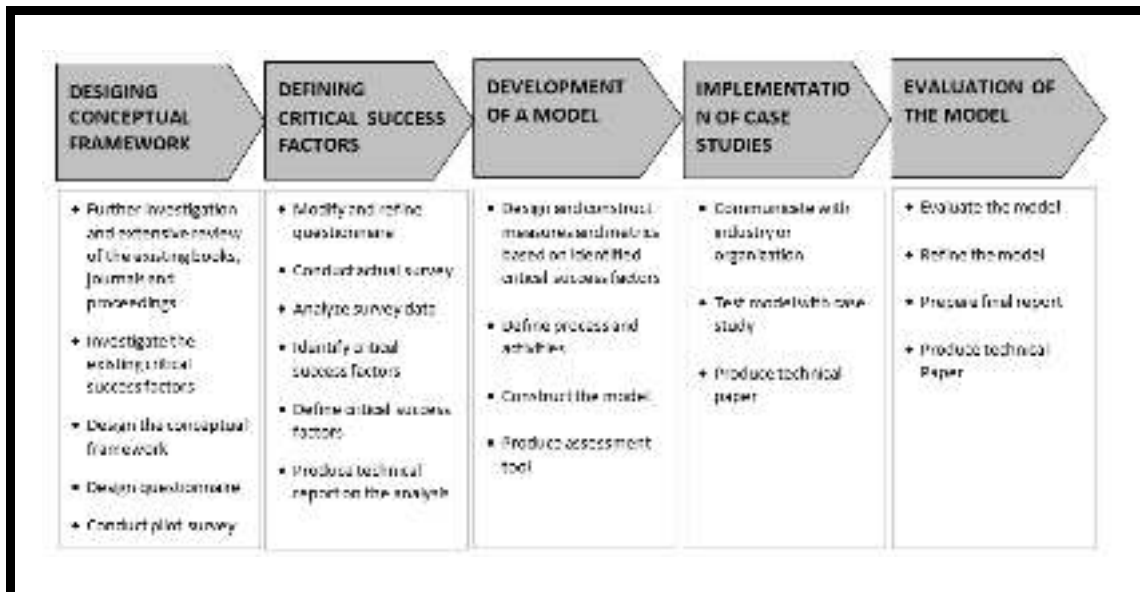 DESIGING
CONCEPTUAL
FRAMEWORK
• Further investigation
and extensive review
of the existing books,
journals and
proceedings
• Investigate the
existing critical
success factors
• Design the conceptual
framework
• Design questionnaire
• Conduct pilot survey
DEFINING
CRITICAL SUCCESS
FACTORS
• Modify and refine
questionnaire
• Conduct actual survey
• Analyze survey data
• Identify critical
success factors
• Define critical success
factors
• Produce technical
report on the analysis
DEVELOPMENT
OF A MODEL
• Design and construct
measures and metrics
based on identified
critical success factors
• Define process and
activities
• Construct the model
• Produce assessment
tool
IMPLEMENTATIO
N OF CASE
STUDIES
• Communicate with
industry or
organization
• Test model with case
study
• Produce technical
paper
EVALUATION OF
THE MODEL
• Evaluate the model
• Refine the model
• Prepare final report
• Produce technical
Paper